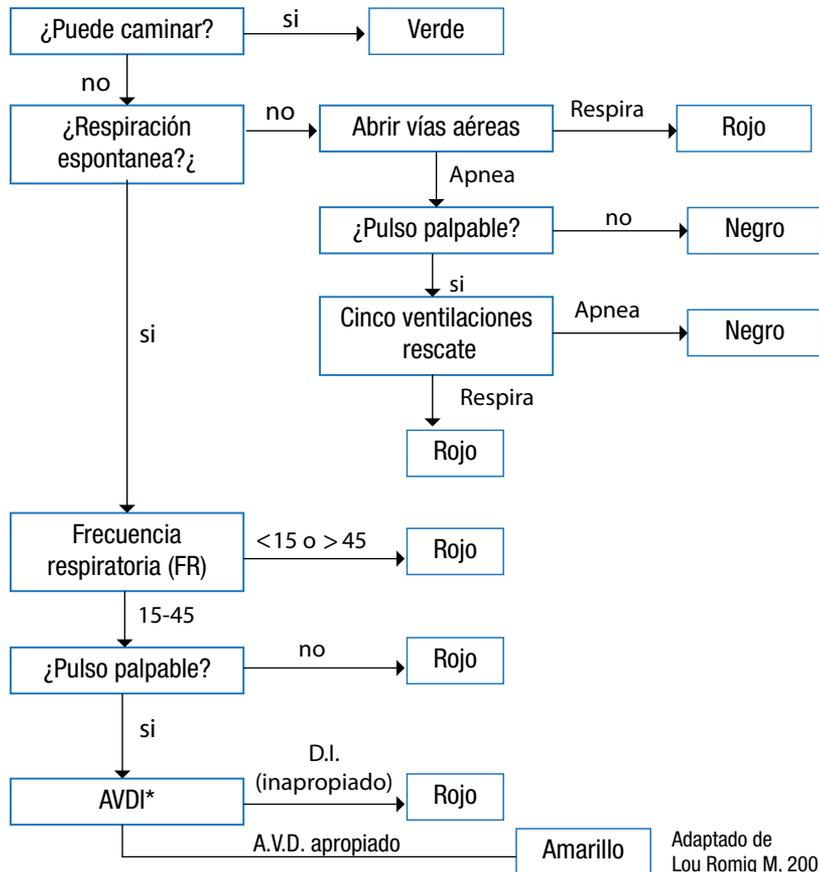 ¿Puede caminar?
si
Verde
no
¿Respiración
espontanea?¿
no
Abrir vías aéreas
Respira
Rojo
Apnea
¿Pulso palpable?
no
Negro
si
Cinco ventilaciones
rescate
Apnea
Negro
Respira
Rojo
si
Frecuencia
respiratoria (FR)
<15 o > 45
Rojo
15-45
¿Pulso palpable?
no
Rojo
si
AVDI*
D.I.
(inapropiado)
Rojo
A.V.D. apropiado
Amarillo
Adaptado de
Lou Romig M, 200